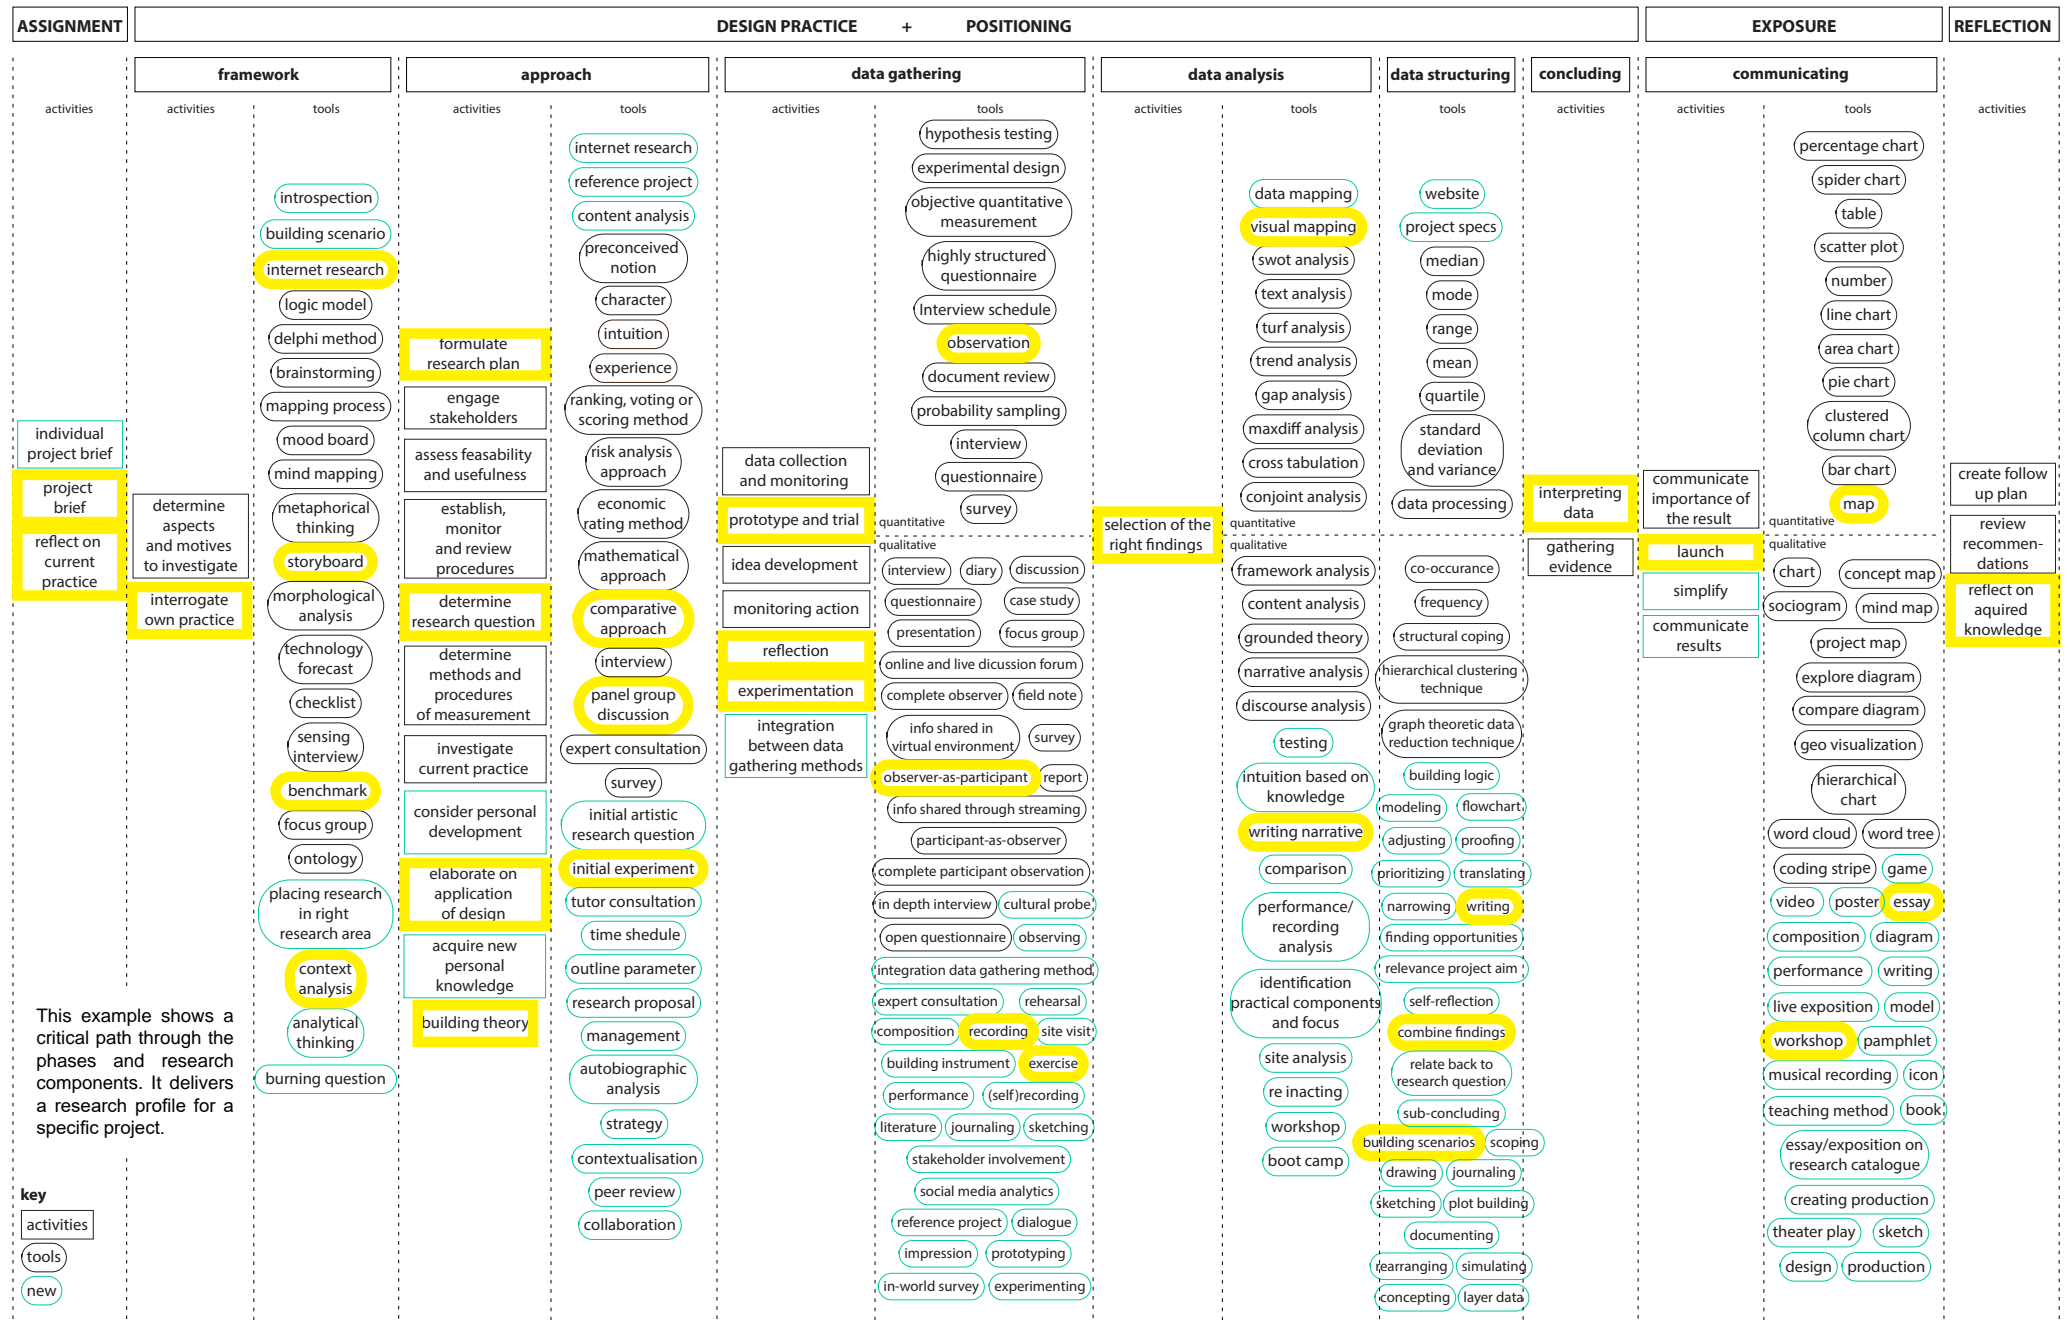 ASSIGNMENT
DESIGN PRACTICE + POSITIONING
EXPOSURE
REFLECTION
framework
approach
data gathering
data analysis
data structuring
concluding
communicating
activities
individual
project brief
project
brief
reflect on
current
practice
This example shows a
critical path through the
phases and research
components. It delivers
a research profile for a
specific project.
key
activities
tools
new
activities
determine
aspects
and motives
to investigate
interrogate
own practice
tools
introspection
building scenario
internet research
logic model
delphi method
brainstorming
mapping process
mood board
mind mapping
metaphorical
thinking
storyboard
morphological
analysis
technology
forecast
checklist
sensing
interview
benchmark
focus group
ontology
placing research
in right
research area
context
analysis
analytical
thinking
burning question
activities
formulate
research plan
engage
stakeholders
assess feasability
and usefulness
establish,
monitor
and review
procedures
determine
research question
determine
methods and
procedures
of measurement
investigate
current practice
consider personal
development
elaborate on
application
of design
acquire new
personal
knowledge
building theory
tools
internet research
reference project
content analysis
preconceived
notion
character
intuition
experience
ranking, voting or
scoring method
risk analysis
approach
economic
rating method
mathematical
approach
comparative
approach
interview
panel group
discussion
expert consultation
survey
initial artistic
research question
initial experiment
tutor consultation
time shedule
outline parameter
research proposal
management
autobiographic
analysis
strategy
contextualisation
peer review
collaboration
activities
data collection
and monitoring
prototype and trial
idea development
monitoring action
reflection
experimentation
integration
between data
gathering methods
tools
hypothesis testing
experimental design
objective quantitative
measurement
highly structured
questionnaire
Interview schedule
observation
document review
probability sampling
interview
questionnaire
survey
quantitative
qualitative
interview diary discussion
questionnaire case study
presentation focus group
online and live dicussion forum
complete observer field note
info shared in
virtual environment survey
observer-as-participant report
info shared through streaming
participant-as-observer
complete participant observation
in depth interview cultural probe
open questionnaire observing
integration data gathering method
expert consultation rehearsal
composition recording site visit
building instrument exercise
performance (self)recording
literature journaling sketching
stakeholder involvement
social media analytics
reference project dialogue
impression prototyping
in-world survey experimenting
activities
selection of the
right findings
tools
data mapping
visual mapping
swot analysis
text analysis
turf analysis
trend analysis
gap analysis
maxdiff analysis
cross tabulation
conjoint analysis
quantitative
qualitative
framework analysis
content analysis
grounded theory
narrative analysis
discourse analysis
testing
intuition based on
knowledge
writing narrative
comparison
performance/
recording
analysis
identification
practical components
and focus
site analysis
re inacting
workshop
boot camp
tools
website
project specs
median
mode
range
mean
quartile
standard
deviation
and variance
data processing
co-occurance
frequency
structural coping
hierarchical clustering
technique
graph theoretic data
reduction technique
building logic
modeling flowchart
adjusting proofing
prioritizing translating
narrowing writing
finding opportunities
relevance project aim
self-reflection
combine findings
relate back to
research question
sub-concluding
building scenarios scoping
drawing journaling
sketching plot building
documenting
rearranging simulating
concepting layer data
activities
interpreting
data
gathering
evidence
activities
communicate
importance of
the result
launch
simplify
communicate
results
tools
percentage chart
spider chart
table
scatter plot
number
line chart
area chart
pie chart
clustered
column chart
bar chart
map
quantitative
qualitative
chart concept map
sociogram mind map
project map
explore diagram
compare diagram
geo visualization
hierarchical
chart
word cloud word tree
coding stripe game
video poster essay
composition diagram
performance writing
live exposition model
workshop pamphlet
musical recording icon
teaching method book
essay/exposition on
research catalogue
creating production
theater play sketch
design production
activities
create follow
up plan
review
recommen-
dations
reflect on
aquired
knowledge